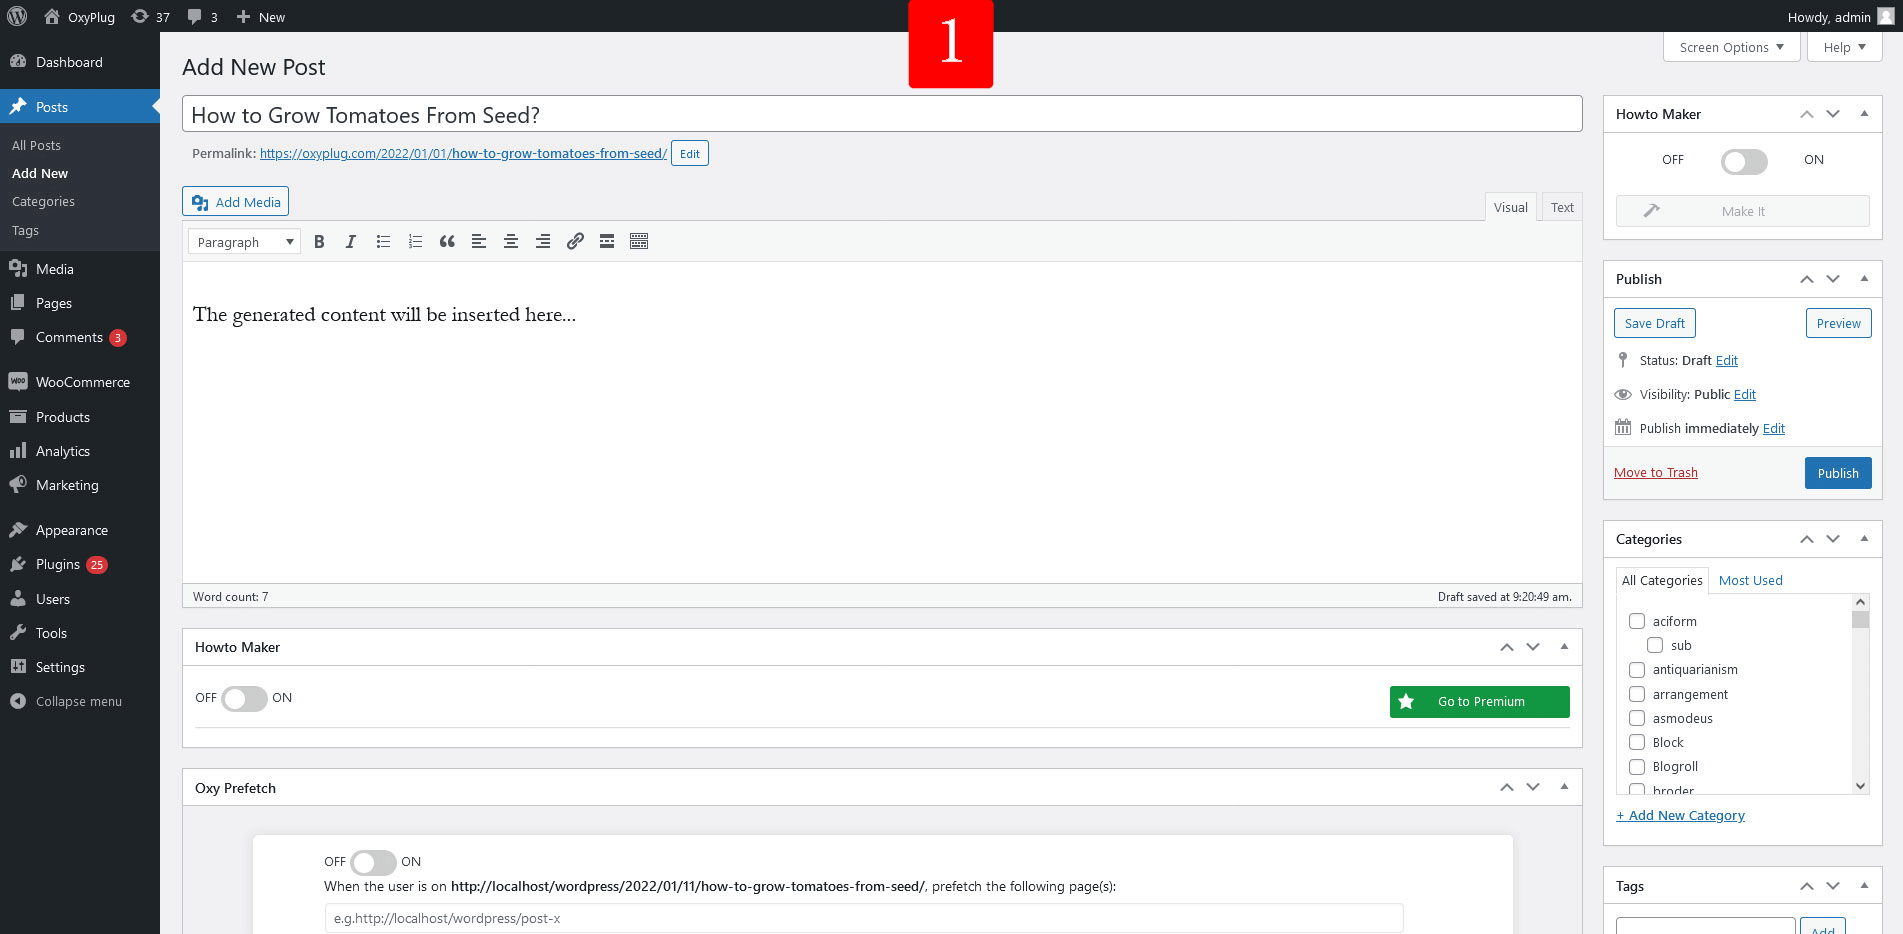 OxyPlug 37 3 New Howdy, admin
1
Screen Options Help
Dashboard
Posts
All Posts
Add New
Categories
Tags
Media
Pages
Comments 3
WooCommerce
Products
Analytics
Marketing
Appearance
Plugins 25
Users
Tools
Settings
Collapse menu
Add New Post
How to Grow Tomatoes From Seed?
Permalink: https://oxyplug.com/2022/01/01/how-to-grow-tomatoes-from-seed/ Edit
Add Media
Visual Text
Paragraph
The generated content will be inserted here...
Word count: 7 Draft saved at 9:20:49 am.
Howto Maker
OFF ON Go to Premium
Oxy Prefetch
OFF ON
When the user is on http://localhost/wordpress/2022/01/11/how-to-grow-tomatoes-from-seed/, prefetch the following page(s):
e.g.http://localhost/wordpress/post-x
Howto Maker
OFF ON
Make It
Publish
Save Draft Preview
Status: Draft Edit
Visibility: Public Edit
Publish immediately Edit
Move to Trash Publish
Categories
All Categories Most Used
aciform
sub
antiquarianism
arrangement
asmodeus
Block
Blogroll
broder
+ Add New Category
Tags
Add